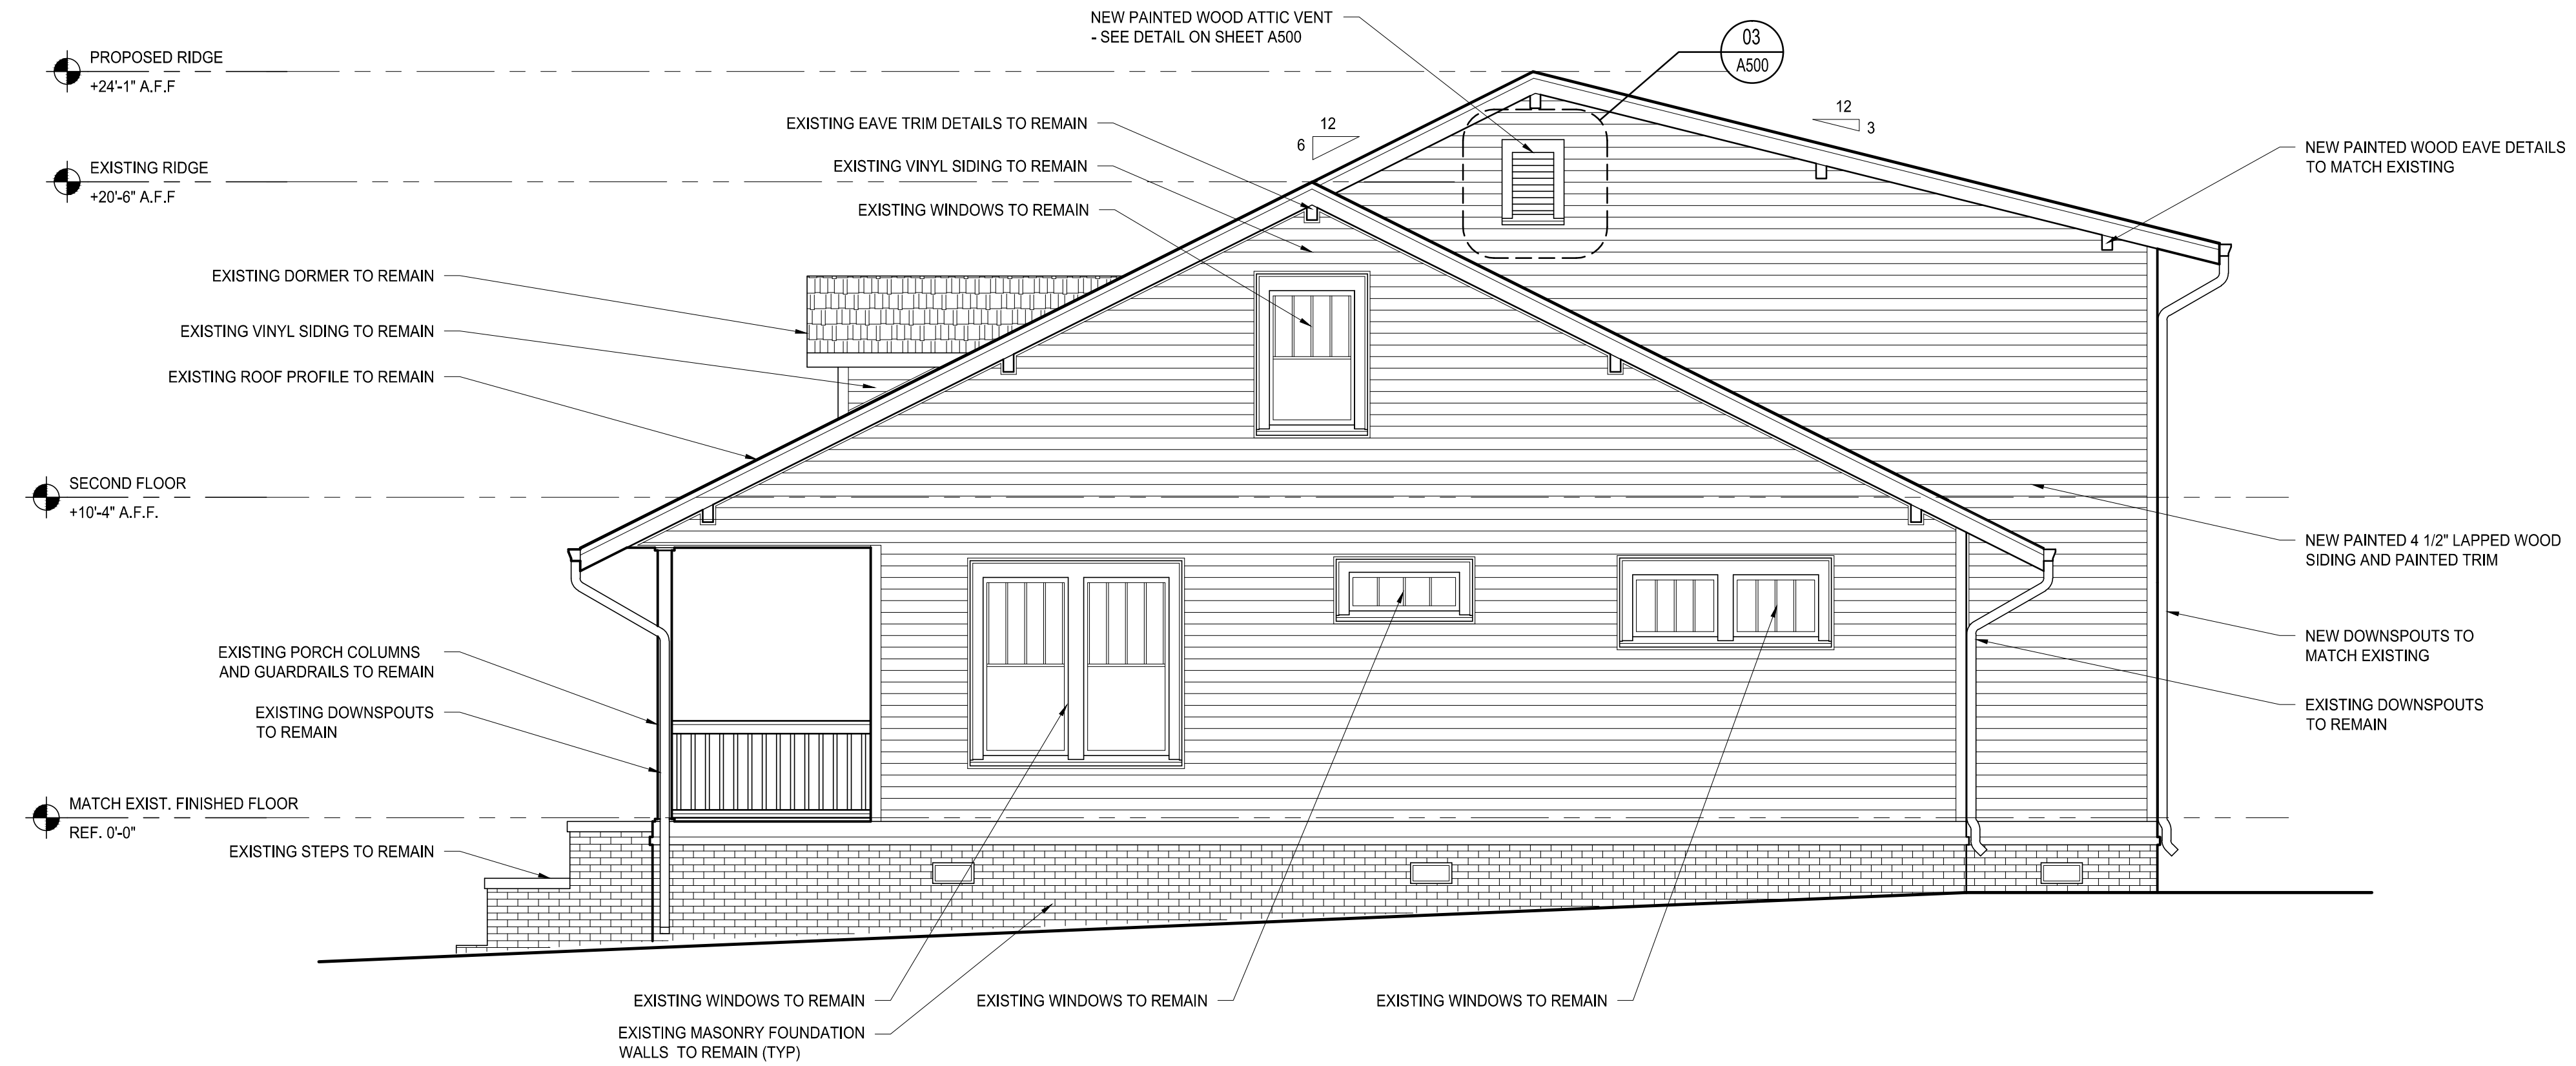 NEW PAINTED WOOD ATTIC VENT
- SEE DETAIL ON SHEET A500
03
A500
PROPOSED RIDGE
+24'-1" A.F.F
12
3
EXISTING EAVE TRIM DETAILS TO REMAIN
12
6
NEW PAINTED WOOD EAVE DETAILS
TO MATCH EXISTING
EXISTING RIDGE
+20'-6" A.F.F
EXISTING VINYL SIDING TO REMAIN
EXISTING WINDOWS TO REMAIN
EXISTING DORMER TO REMAIN
EXISTING VINYL SIDING TO REMAIN
EXISTING ROOF PROFILE TO REMAIN
SECOND FLOOR
+10'-4" A.F.F.
NEW PAINTED 4 1/2" LAPPED WOOD
SIDING AND PAINTED TRIM
EXISTING PORCH COLUMNS
AND GUARDRAILS TO REMAIN
NEW DOWNSPOUTS TO
MATCH EXISTING
EXISTING DOWNSPOUTS
TO REMAIN
EXISTING DOWNSPOUTS
TO REMAIN
MATCH EXIST. FINISHED FLOOR
REF. 0'-0"
EXISTING STEPS TO REMAIN
EXISTING WINDOWS TO REMAIN
EXISTING WINDOWS TO REMAIN
EXISTING WINDOWS TO REMAIN
EXISTING MASONRY FOUNDATION
WALLS TO REMAIN (TYP)